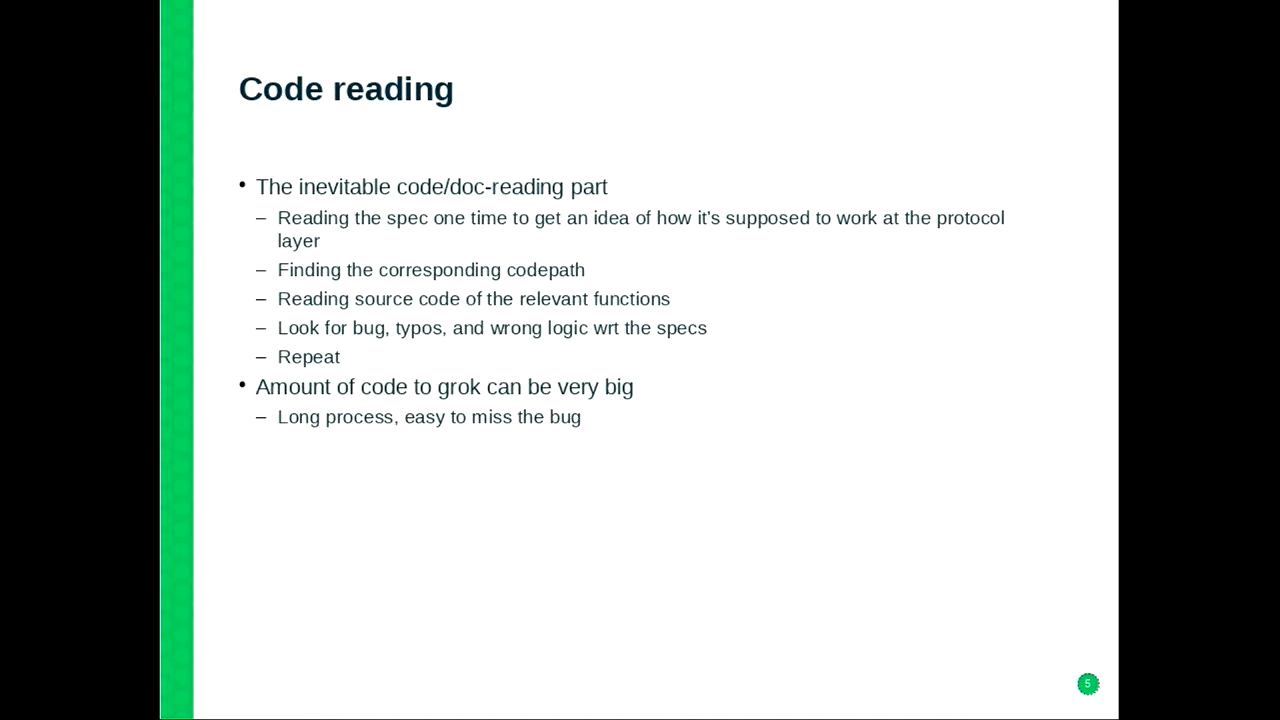 Code reading
• The inevitable code/doc-reading part
– Reading the spec one time to get an idea of how it’s supposed to work at the protocol
layer
– Finding the corresponding codepath
– Reading source code of the relevant functions
– Look for bug, typos, and wrong logic wrt the specs
– Repeat
• Amount of code to grok can be very big
– Long process, easy to miss the bug
5